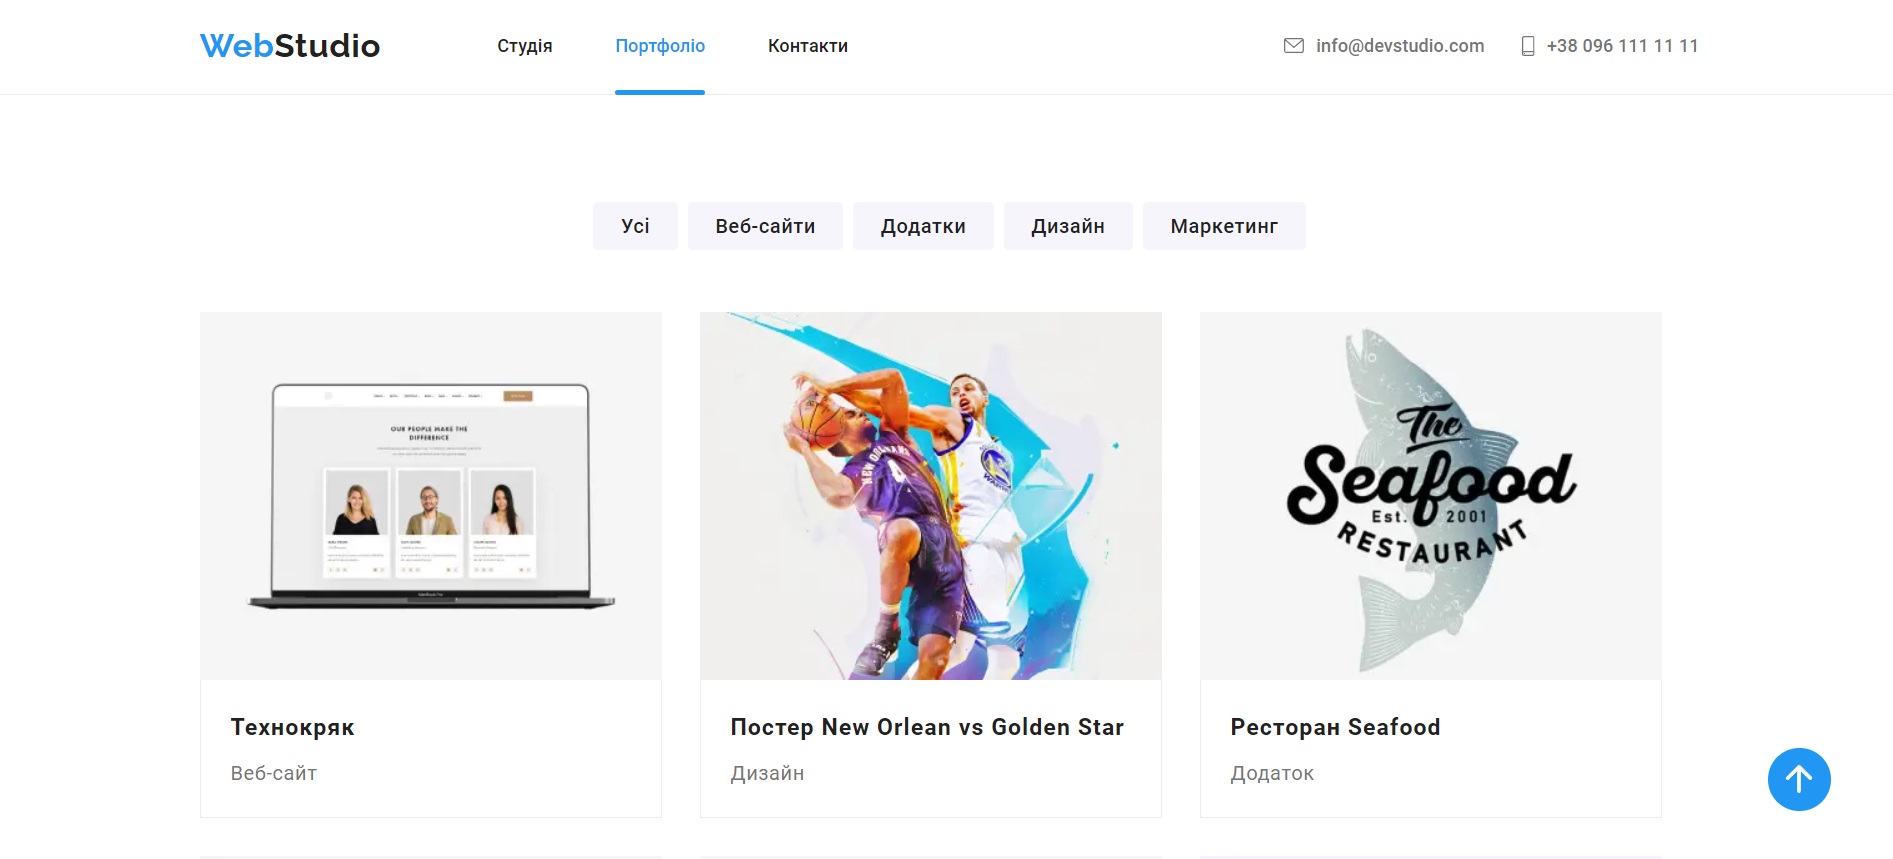 WebStudio
Студія
Портфоліо
Контакти
info@devstudio.com
+38 096 111 11 11
Усі
Веб-сайти
Додатки
Дизайн
Маркетинг
OUR PEOPLE MAKE THE
DIFFERENCE
NEW ORLEANS
4
The
Seafood
Est. 2001
RESTAURANT
Технокряк
Веб-сайт
Постер New Orlean vs Golden Star
Дизайн
Ресторан Seafood
Додаток